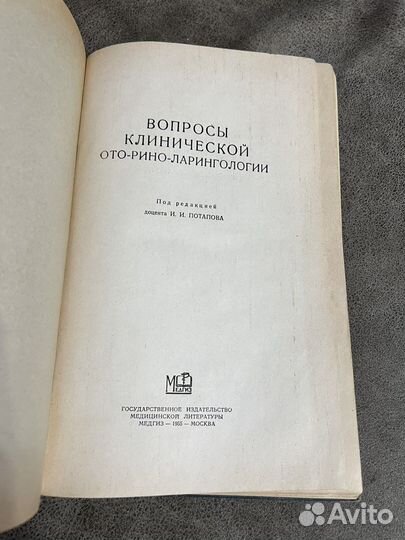 ВОПРОСЫ
КЛИНИЧЕСКОЙ
ОТО-РИНО-ЛАРИНГОЛОГИИ
Под редакцией
доцента И. И. ПОТАПОВА
МЕДГИЗ
ГОСУДАРСТВЕННОЕ ИЗДАТЕЛЬСТВО
МЕДИЦИНСКОЙ ЛИТЕРАТУРЫ
МЕДГИЗ — 1955 — МОСКВА
Avito